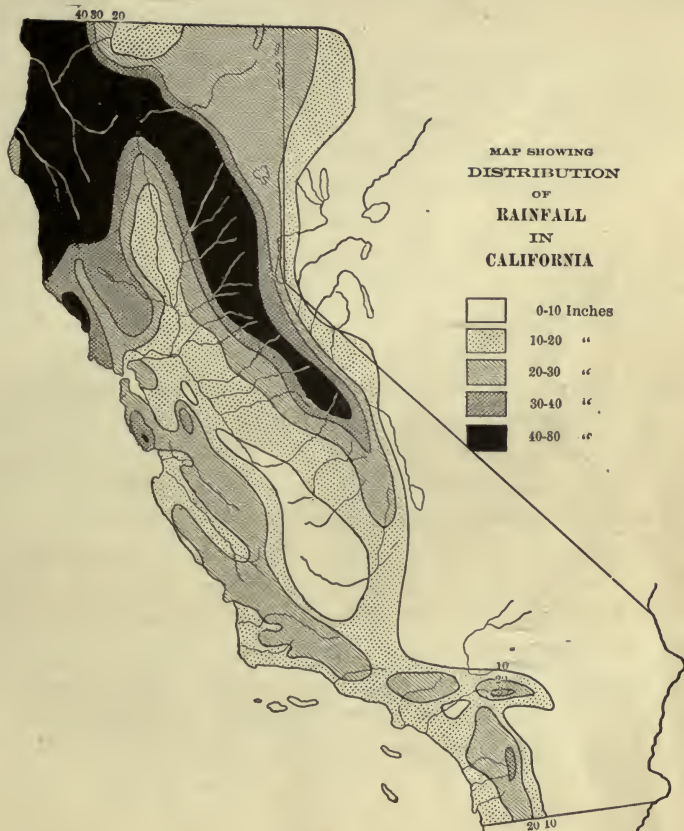 40 30 20
MAP SHOWING
DISTRIBUTION
OF
RAINFALL
IN
CALIFORNIA
0-10 Inches
10-20 "
20-30 "
30-40 "
40-80 "
10
20
20 10